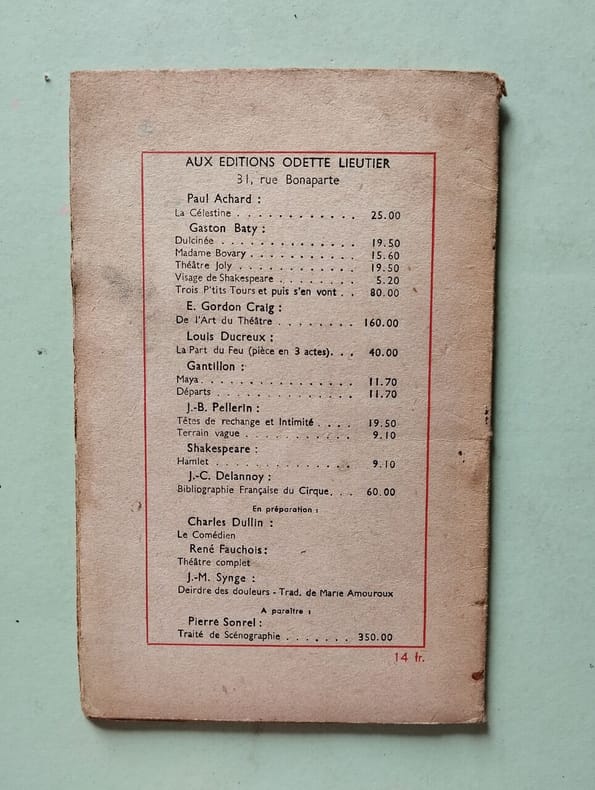 AUX EDITIONS ODETTE LIEUTIER
31, rue Bonaparte
Paul Achard :
La Célestine . . . . . . . . . . . . 25.00
Gaston Baty :
Dulcinée . . . . . . . . . . . . . 19.50
Madame Bovary . . . . . . . . . . 15.60
Théâtre Joly . . . . . . . . . . . . 19.50
Visage de Shakespeare . . . . . . . . 5.20
Trois P'tits Tours et puis s'en vont . . 80.00
E. Gordon Craig :
De l'Art du Théâtre . . . . . . . . 160.00
Louis Ducreux :
La Part du Feu (pièce en 3 actes). . . 40.00
Gantillon :
Maya . . . . . . . . . . . . . . . 11.70
Départs . . . . . . . . . . . . . . 11.70
J.-B. Pellerin :
Têtes de rechange et Intimité . . . . 19.50
Terrain vague . . . . . . . . . . . 9.10
Shakespeare :
Hamlet . . . . . . . . . . . . . . 9.10
J.-C. Delannoy :
Bibliographie Française du Cirque. . . 60.00
En préparation :
Charles Dullin :
Le Comédien
René Fauchois:
Théâtre complet
J.-M. Synge :
Deirdre des douleurs - Trad. de Marie Amouroux
A paraître :
Pierre Sonrel :
Traité de Scénographie . . . . . . . 350.00
14 fr.